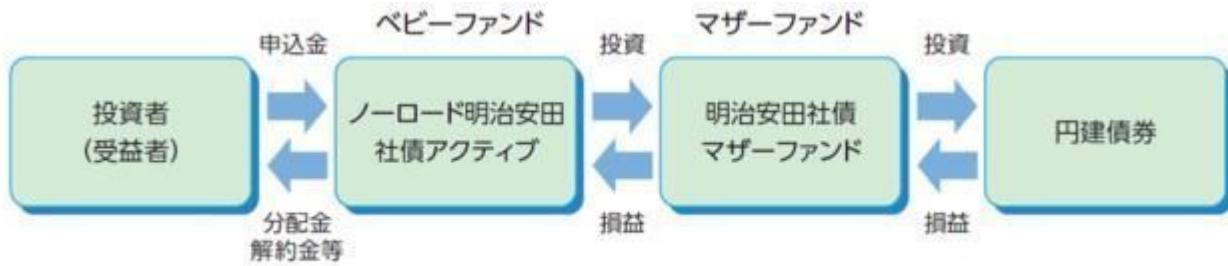 ベビーファンド
マザーファンド
申込金
投資
投資
投資者
(受益者)
ノーロード明治安田
社債アクティブ
明治安田社債
マザーファンド
円建債券
分配金
解約金等
損益
損益